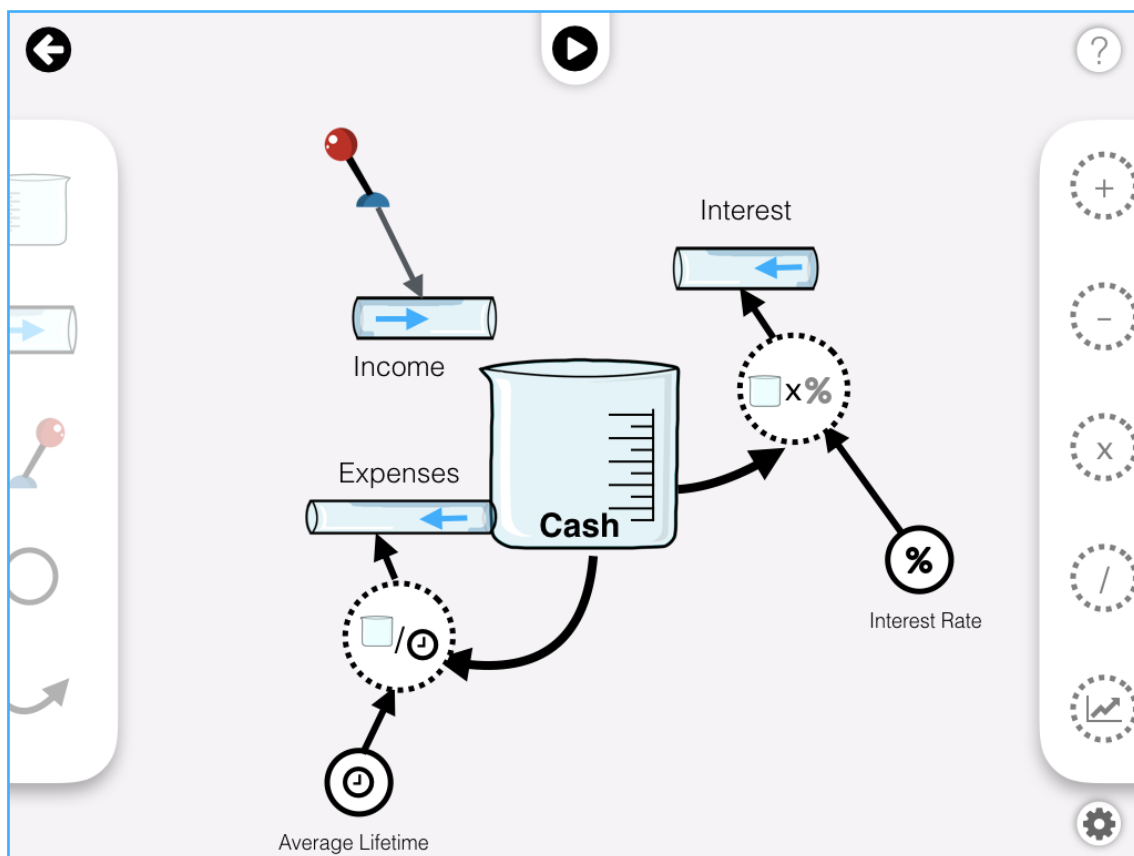 ?
Interest
+
Income
x%
-
Expenses
Cash
x
%
Interest Rate
/
/
Average Lifetime